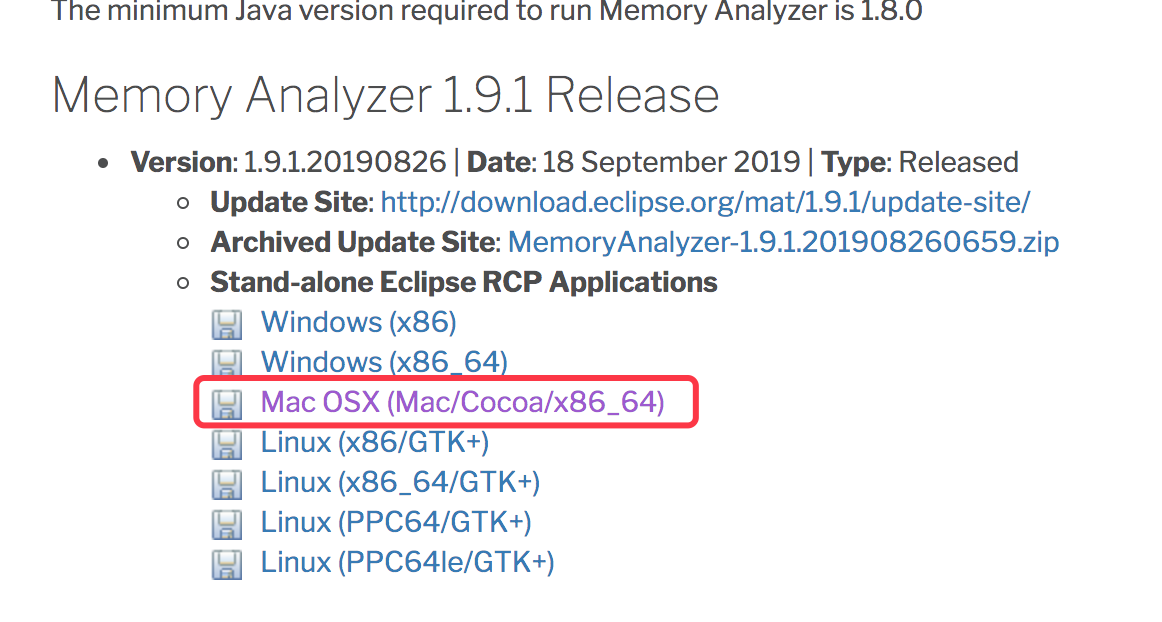 The minimum Java version required to run Memory Analyzer is 1.8.0
Memory Analyzer 1.9.1 Release
Version: 1.9.1.20190826 | Date: 18 September 2019 | Type: Released
Update Site: http://download.eclipse.org/mat/1.9.1/update-site/
Archived Update Site: MemoryAnalyzer-1.9.1.201908260659.zip
Stand-alone Eclipse RCP Applications
Windows (x86)
Windows (x86_64)
Mac OSX (Mac/Cocoa/x86_64)
Linux (x86/GTK+)
Linux (x86_64/GTK+)
Linux (PPC64/GTK+)
Linux (PPC64le/GTK+)